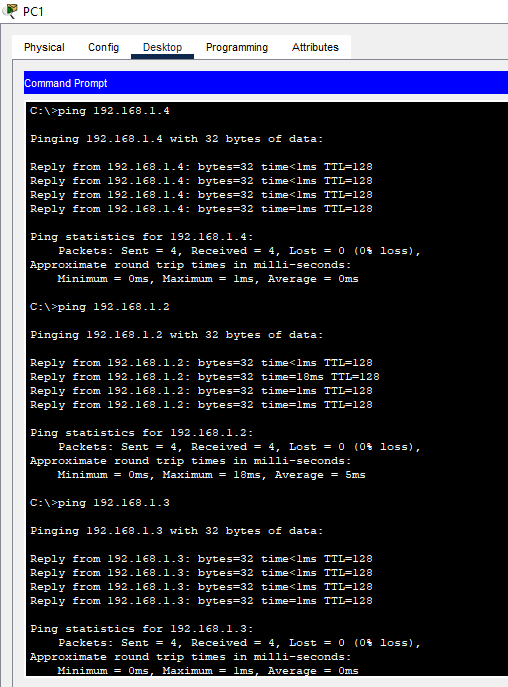 PC1
Physical Config Desktop Programming Attributes
Command Prompt
C:\>ping 192.168.1.4
Pinging 192.168.1.4 with 32 bytes of data:
Reply from 192.168.1.4: bytes=32 time<1ms TTL=128
Reply from 192.168.1.4: bytes=32 time<1ms TTL=128
Reply from 192.168.1.4: bytes=32 time<1ms TTL=128
Reply from 192.168.1.4: bytes=32 time=1ms TTL=128
Ping statistics for 192.168.1.4:
Packets: Sent = 4, Received = 4, Lost = 0 (0% loss),
Approximate round trip times in milli-seconds:
Minimum = 0ms, Maximum = 1ms, Average = 0ms
C:\>ping 192.168.1.2
Pinging 192.168.1.2 with 32 bytes of data:
Reply from 192.168.1.2: bytes=32 time<1ms TTL=128
Reply from 192.168.1.2: bytes=32 time=18ms TTL=128
Reply from 192.168.1.2: bytes=32 time=1ms TTL=128
Reply from 192.168.1.2: bytes=32 time=1ms TTL=128
Ping statistics for 192.168.1.2:
Packets: Sent = 4, Received = 4, Lost = 0 (0% loss),
Approximate round trip times in milli-seconds:
Minimum = 0ms, Maximum = 18ms, Average = 5ms
C:\>ping 192.168.1.3
Pinging 192.168.1.3 with 32 bytes of data:
Reply from 192.168.1.3: bytes=32 time<1ms TTL=128
Reply from 192.168.1.3: bytes=32 time<1ms TTL=128
Reply from 192.168.1.3: bytes=32 time<1ms TTL=128
Reply from 192.168.1.3: bytes=32 time=1ms TTL=128
Ping statistics for 192.168.1.3:
Packets: Sent = 4, Received = 4, Lost = 0 (0% loss),
Approximate round trip times in milli-seconds:
Minimum = 0ms, Maximum = 1ms, Average = 0ms